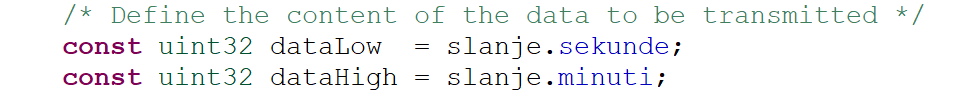 /* Define the content of the data to be transmitted */
const uint32 dataLow  = slanje.sekunde;
const uint32 dataHigh = slanje.minuti;